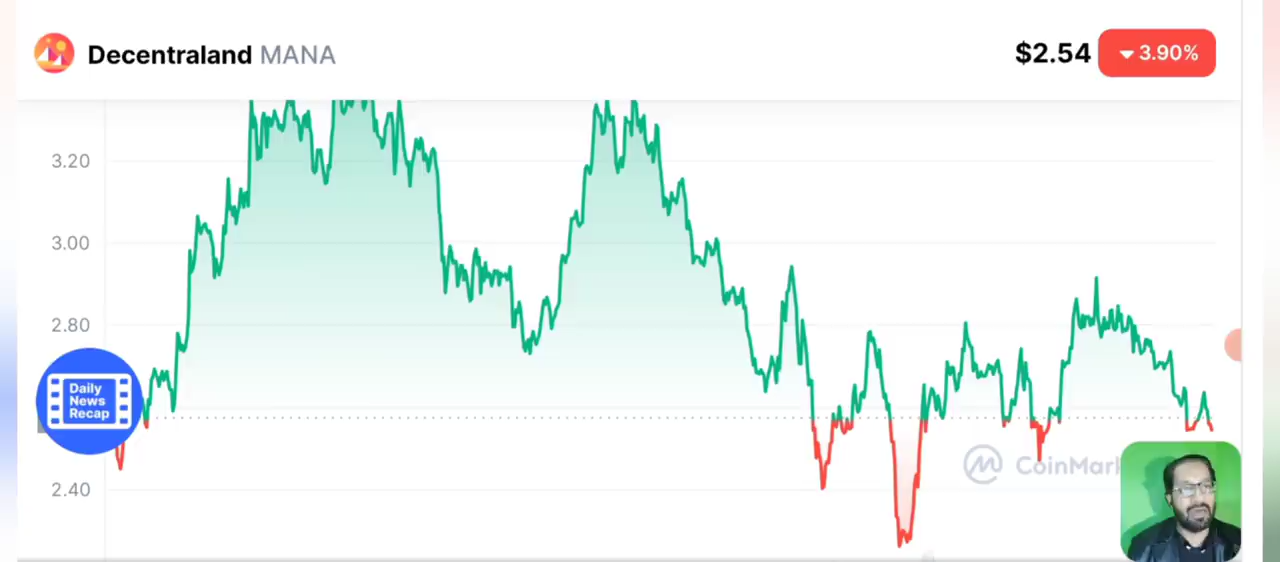 Decentraland MANA
$2.54
3.90%
3.20
3.00
2.80
2.40
Daily
News
Recap
CoinMark